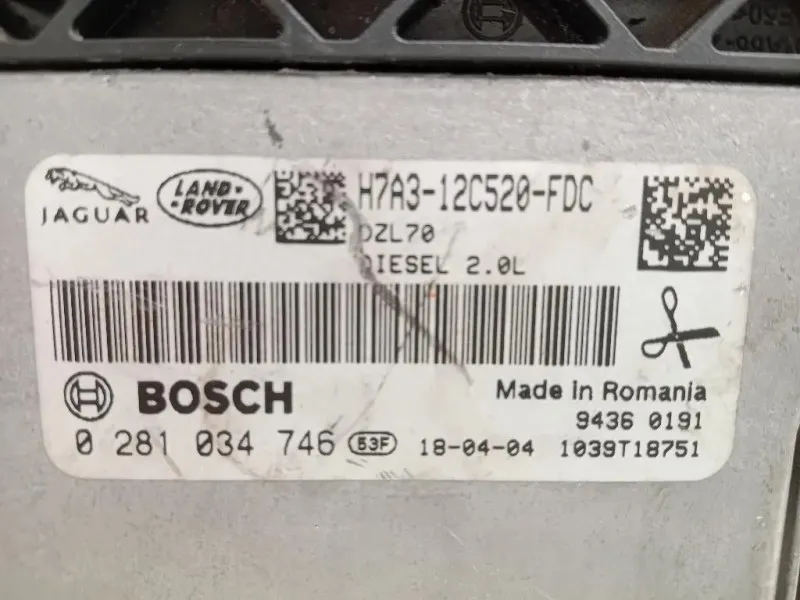 JAGUAR
LAND-
-ROVER
H7A3-12C520-FDC
DZL70
DIESEL 2.0L
BOSCH
Made in Romania
9436 0191
0 281 034 746 53F 18-04-04 1039T18751